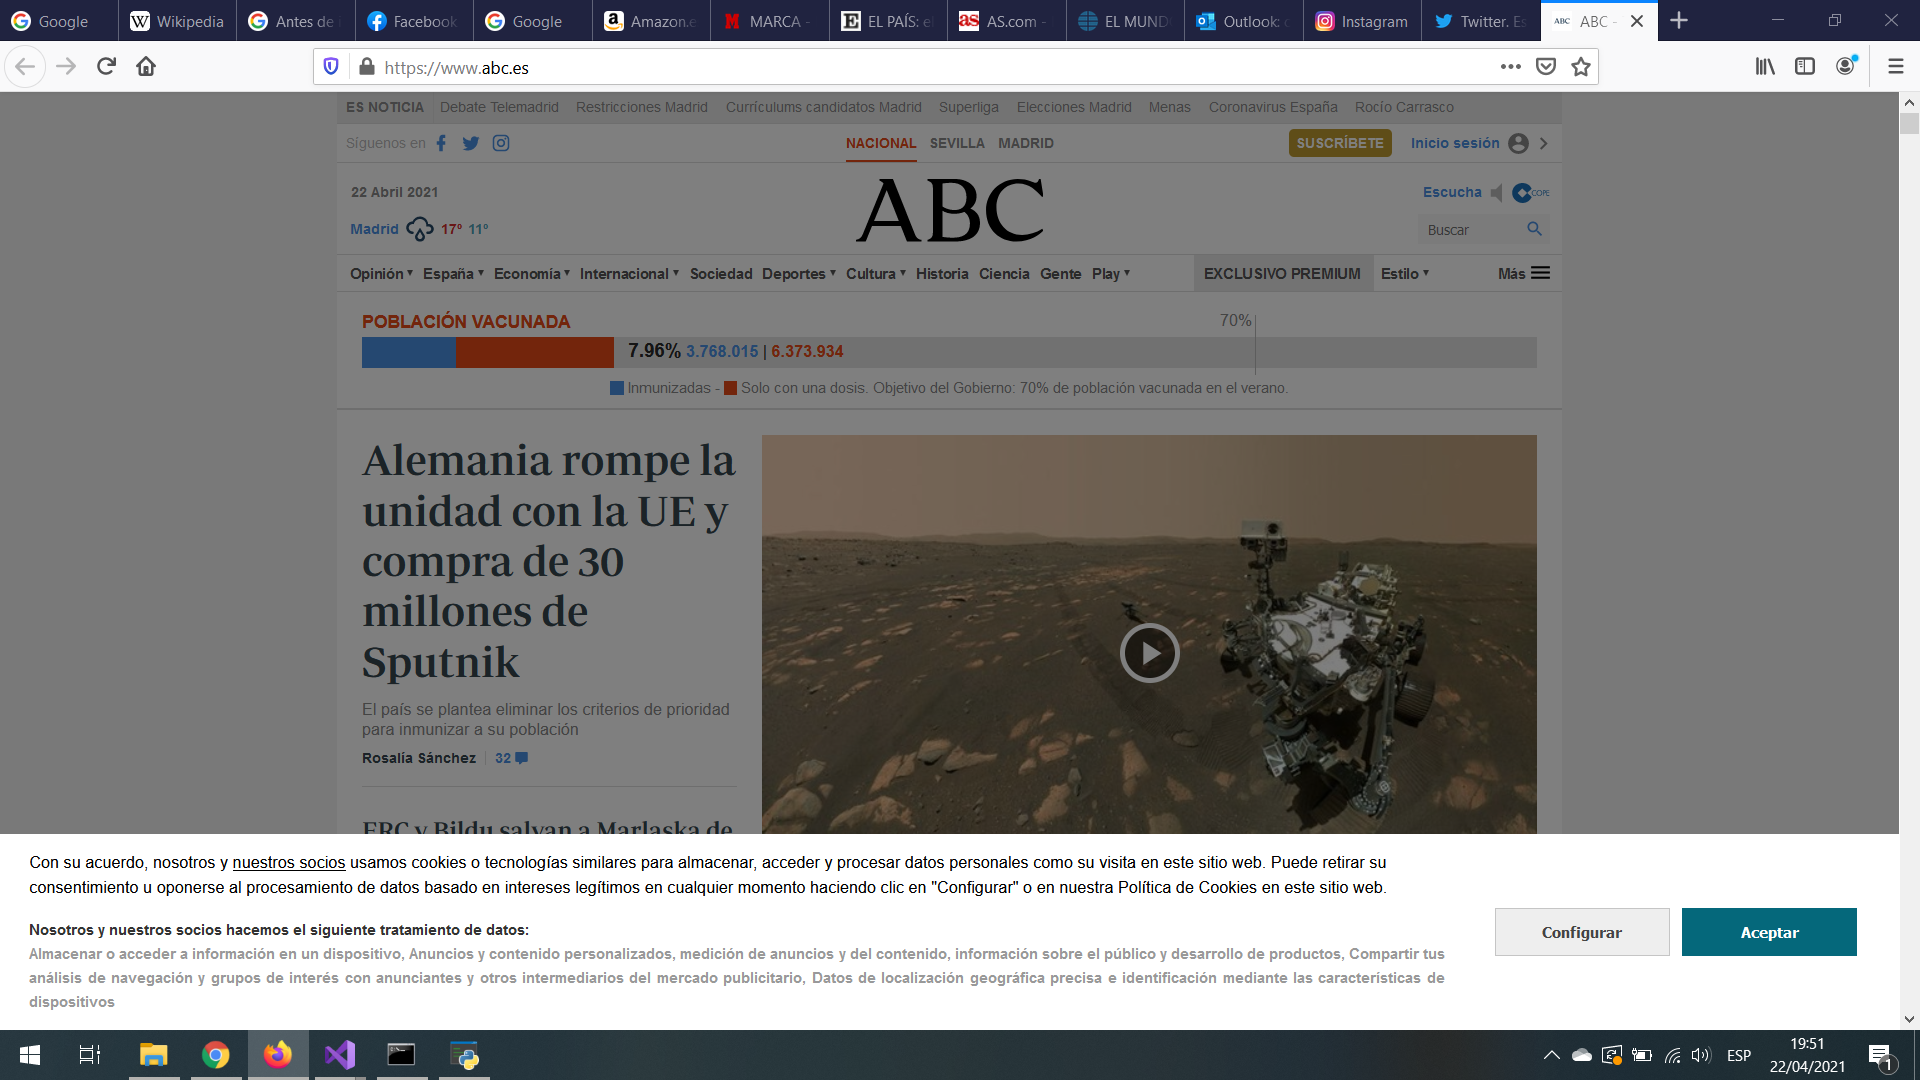 Google
Wikipedia
Antes de
Facebook
Google
Amazon.e
MARCA -
EL PAÍS: el
AS.com -
EL MUND
Outlook:
Instagram
Twitter. Es
ABC -
https://www.abc.es
ES NOTICIA Debate Telemadrid Restricciones Madrid Currículums candidatos Madrid Superliga Elecciones Madrid Menas Coronavirus España Rocío Carrasco
Síguenos en
NACIONAL SEVILLA MADRID
SUSCRÍBETE
Inicio sesión
22 Abril 2021
ABC
Escucha
COPE
Madrid 17º 11º
Buscar
Opinión España Economía Internacional Sociedad Deportes Cultura Historia Ciencia Gente Play EXCLUSIVO PREMIUM Estilo Más
POBLACIÓN VACUNADA
70%
7.96% 3.768.015 | 6.373.934
Inmunizadas - Solo con una dosis. Objetivo del Gobierno: 70% de población vacunada en el verano.
Alemania rompe la
unidad con la UE y
compra de 30
millones de
Sputnik
El país se plantea eliminar los criterios de prioridad
para inmunizar a su población
Rosalía Sánchez 32
ERC y Bildu salvan a Marlaska de
Con su acuerdo, nosotros y nuestros socios usamos cookies o tecnologías similares para almacenar, acceder y procesar datos personales como su visita en este sitio web. Puede retirar su
consentimiento u oponerse al procesamiento de datos basado en intereses legítimos en cualquier momento haciendo clic en "Configurar" o en nuestra Política de Cookies en este sitio web.
Nosotros y nuestros socios hacemos el siguiente tratamiento de datos:
Almacenar o acceder a información en un dispositivo, Anuncios y contenido personalizados, medición de anuncios y del contenido, información sobre el público y desarrollo de productos, Compartir tus
análisis de navegación y grupos de interés con anunciantes y otros intermediarios del mercado publicitario, Datos de localización geográfica precisa e identificación mediante las características de
dispositivos
Configurar
Aceptar
ESP
19:51
22/04/2021
1